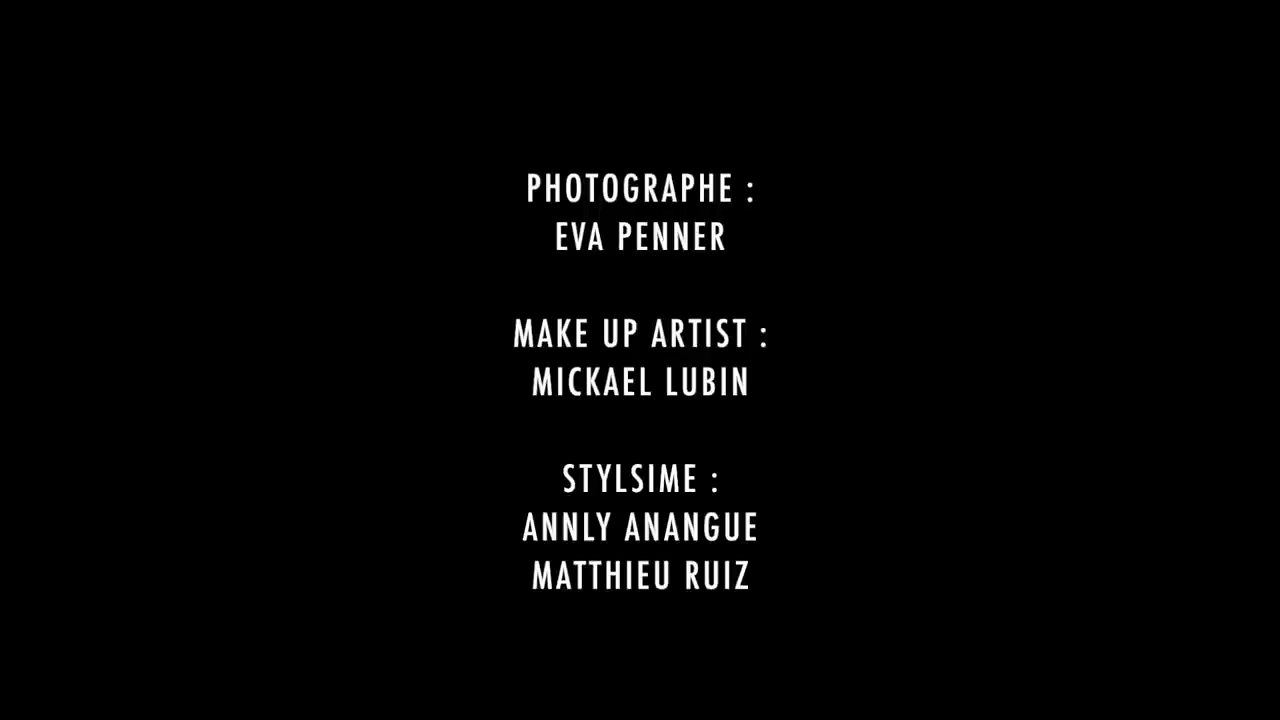 PHOTOGRAPHE :
EVA PENNER
MAKE UP ARTIST :
MICKAEL LUBIN
STYLSIME :
ANNLY ANANGUE
MATTHIEU RUIZ